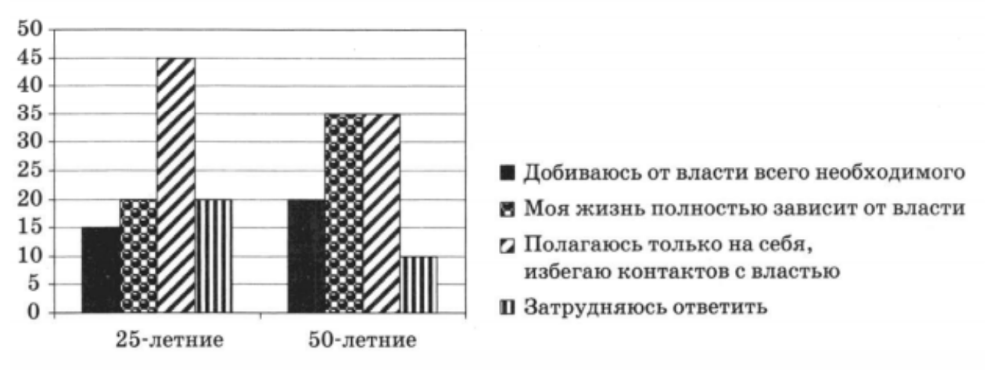 50
45
40
35
30
25
20
15
10
5
0
25-летние
50-летние
Добиваюсь от власти всего необходимого
Моя жизнь полностью зависит от власти
Полагаюсь только на себя,
избегаю контактов с властью
Затрудняюсь ответить